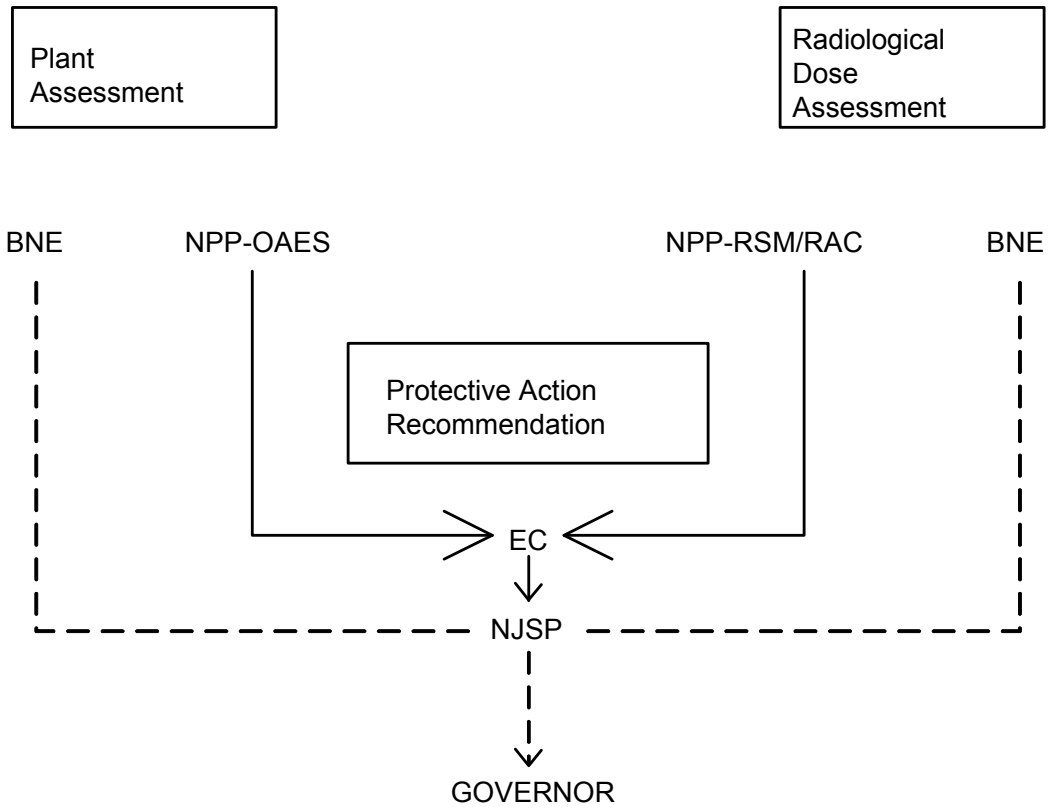 Plant
Assessment
Radiological
Dose
Assessment
BNE NPP-OAES NPP-RSM/RAC BNE
Protective Action
Recommendation
EC
NJSP
GOVERNOR